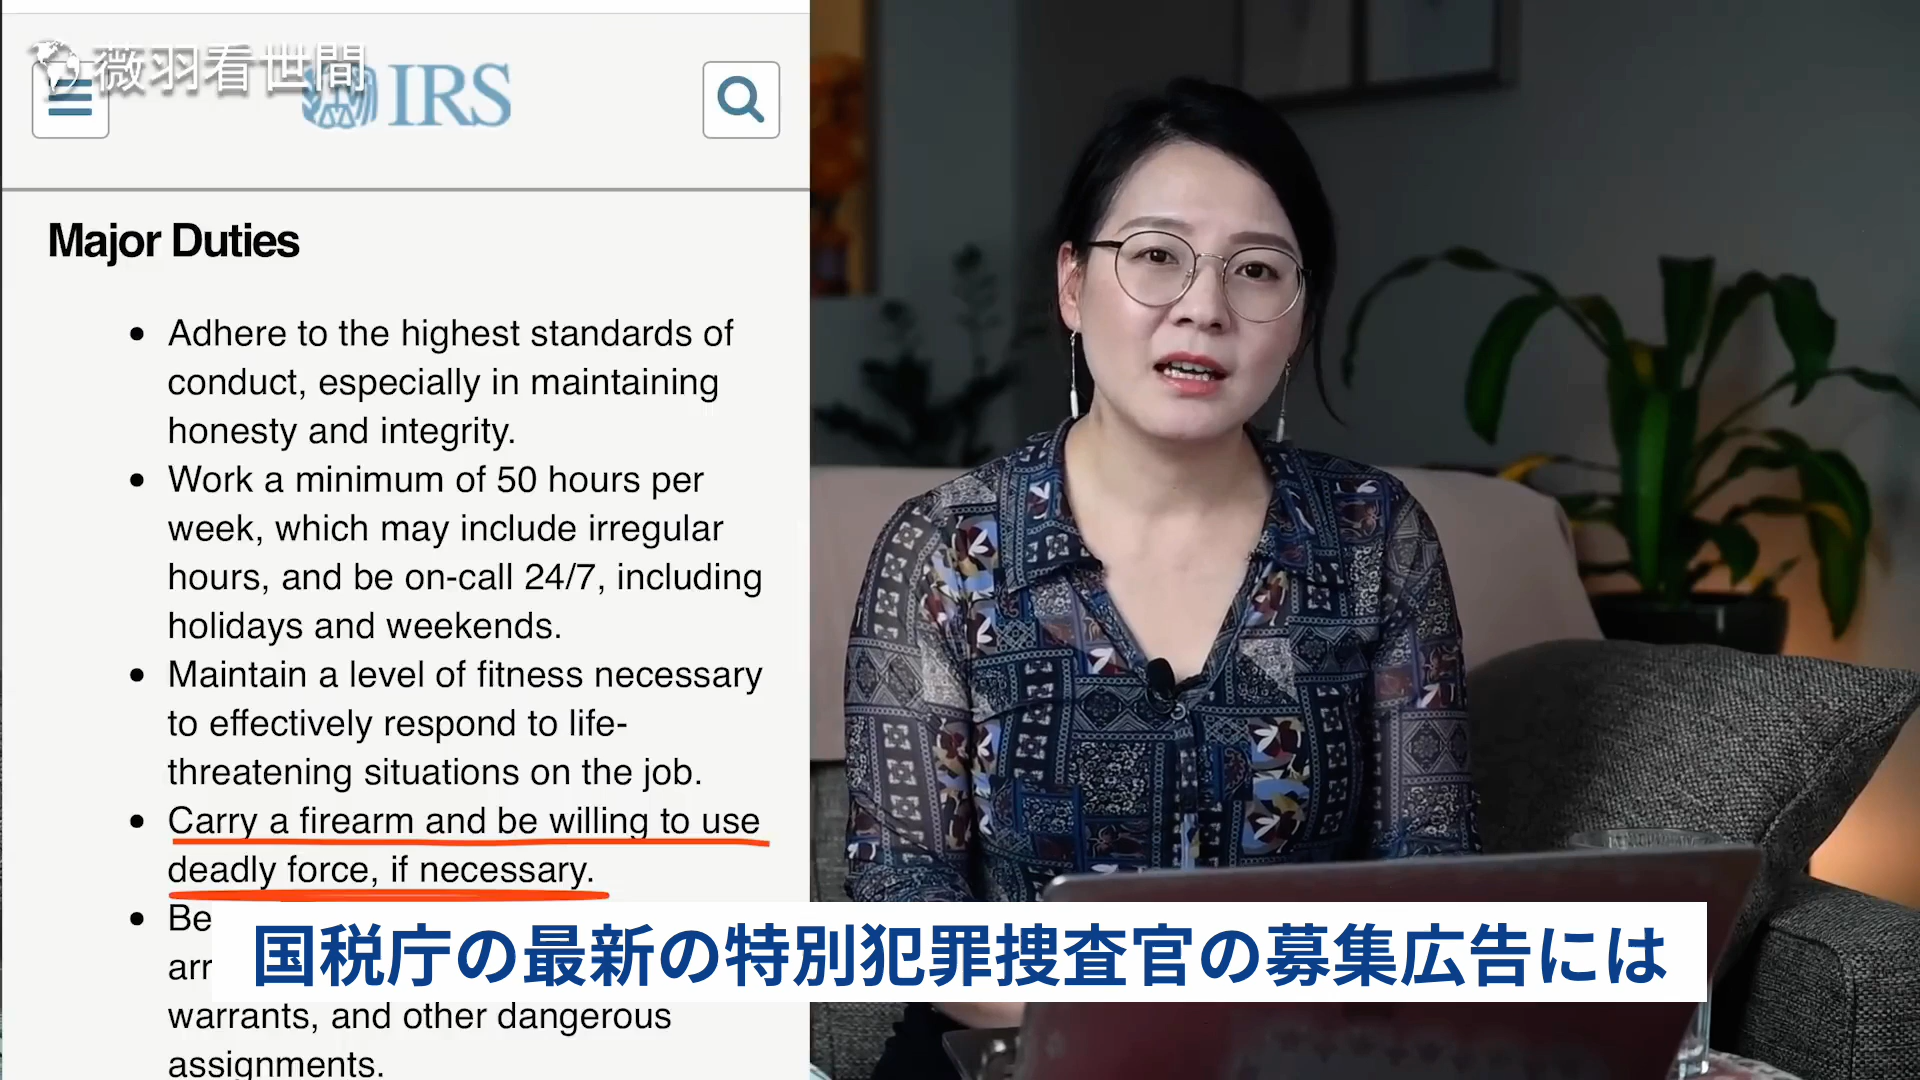 薇羽看世間
IRS
Major Duties
• Adhere to the highest standards of
conduct, especially in maintaining
honesty and integrity.
• Work a minimum of 50 hours per
week, which may include irregular
hours, and be on-call 24/7, including
holidays and weekends.
• Maintain a level of fitness necessary
to effectively respond to life-
threatening situations on the job.
• Carry a firearm and be willing to use
deadly force, if necessary.
• Be
arr
warrants, and other dangerous
assignments.
国税庁の最新の特別犯罪捜査官の募集広告には